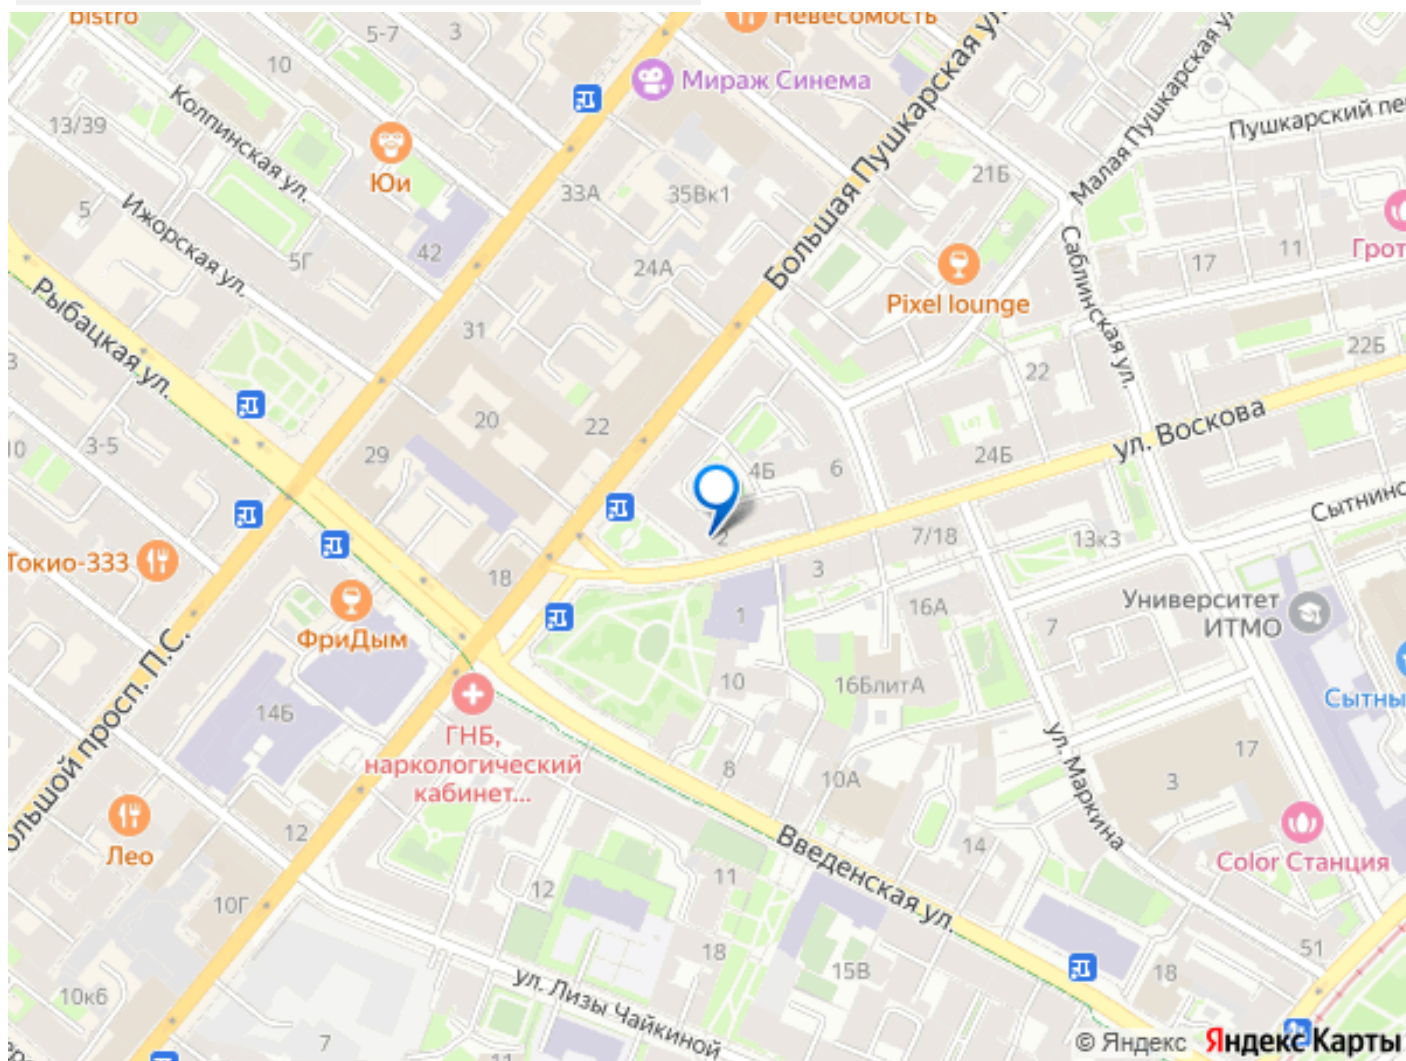 bistro
5-7
3
Невесомость
10
Мираж Синема
Большая Пушкарская ул.
Малая Пушкарская ул.
Пушкарский пе
13/39
Колпинская ул.
Юи
33А
35Вк1
21Б
5
Ижорская ул.
5Г
42
24А
Pixel lounge
Саблинская ул.
17
11
Грот
Рыбацкая ул.
31
22
22Б
3-5
20
22
29
10
4Б
6
24Б
ул. Воскова
Сытнинс
2
7/18
13к3
Токио-333
18
3
16А
Университет
ИТМО
ФриДым
1
7
14Б
10
16БлитА
Сытны
ГНБ,
наркологический
кабинет...
8
10А
ул. Маркина
17
3
ольшой просп. П.С.
Лео
12
Введенская ул.
14
Color Станция
10Г
12
11
18
15В
51
18
10к6
7
ул. Лизы Чайкиной
11
© Яндекс Яндекс Карты